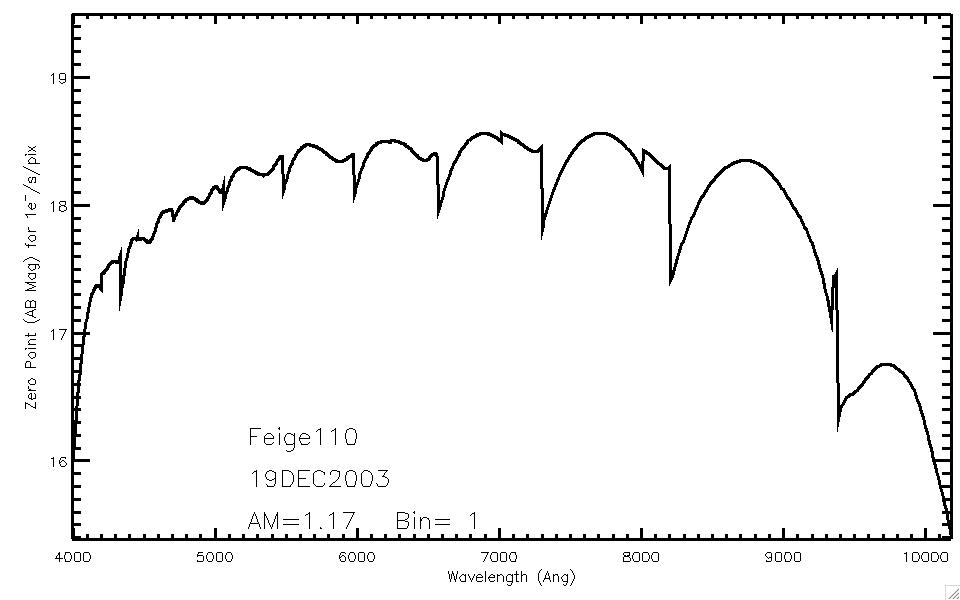 19
18
17
16
Zero Point (AB Mag) for 1e⁻/s/pix
Feige110
19DEC2003
AM=1.17 Bin= 1
4000 5000 6000 7000 8000 9000 10000
Wavelength (Ang)